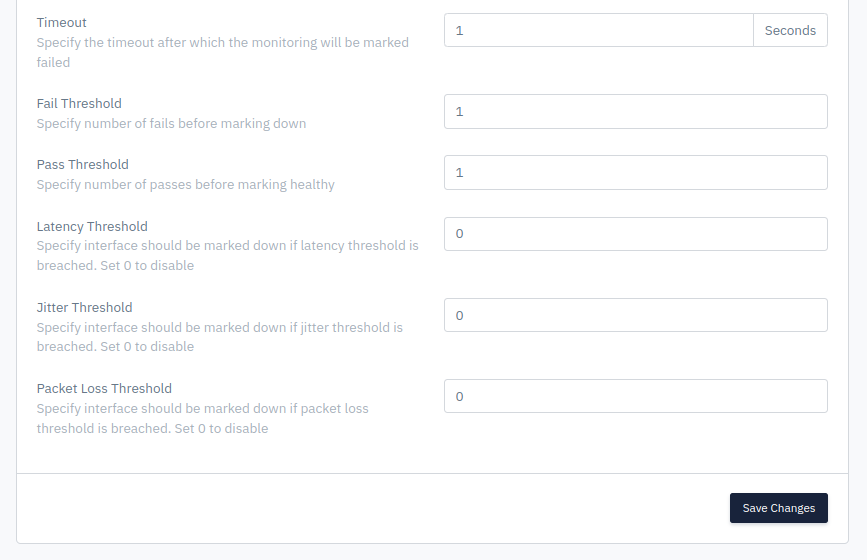 Timeout
1
Seconds
Specify the timeout after which the monitoring will be marked
failed
Fail Threshold
1
Specify number of fails before marking down
Pass Threshold
1
Specify number of passes before marking healthy
Latency Threshold
0
Specify interface should be marked down if latency threshold is
breached. Set 0 to disable
Jitter Threshold
0
Specify interface should be marked down if jitter threshold is
breached. Set 0 to disable
Packet Loss Threshold
0
Specify interface should be marked down if packet loss
threshold is breached. Set 0 to disable
Save Changes